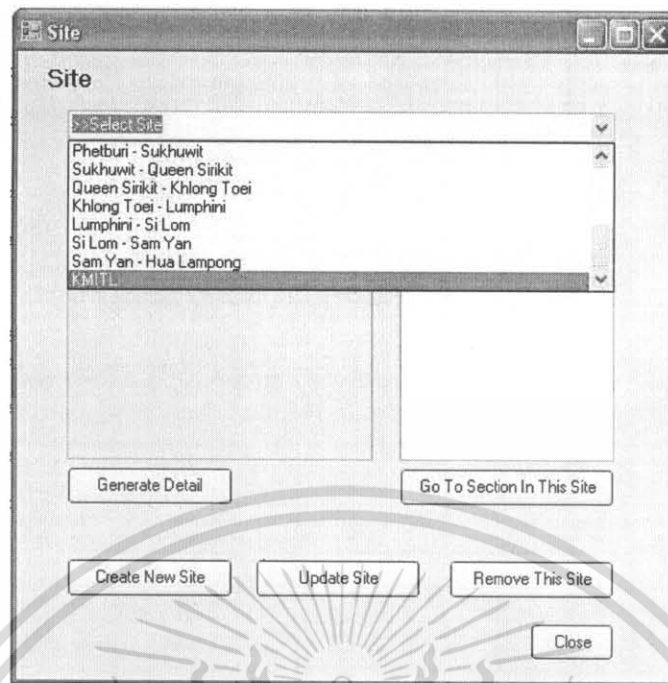 Site
Site
>>Select Site
Phetburi - Sukhuwit
Sukhuwit - Queen Sirikit
Queen Sirikit - Khlong Toei
Khlong Toei - Lumphini
Lumphini - Si Lom
Si Lom - Sam Yan
Sam Yan - Hua Lampong
KMITL
Generate Detail
Go To Section In This Site
Create New Site
Update Site
Remove This Site
Close